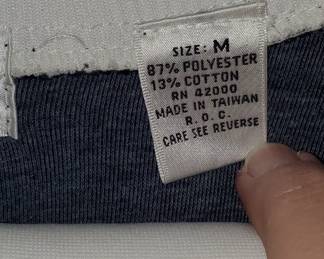 SIZE: M
87% POLYESTER
13% COTTON
RN 42000
MADE IN TAIWAN
R. O. C.
CARE SEE REVERSE